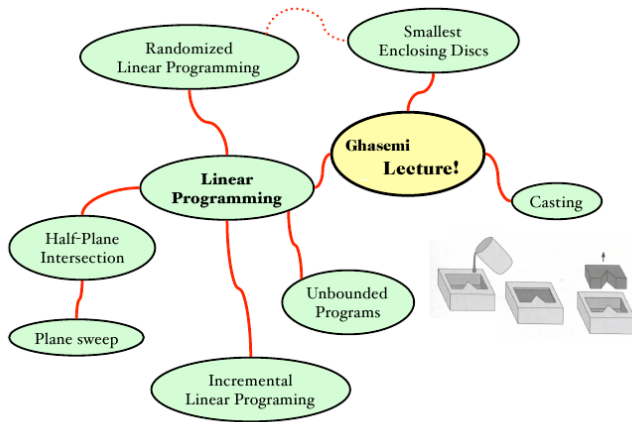 Randomized
Linear Programming
Smallest
Enclosing Discs
Ghasemi
Lecture!
Linear
Programming
Casting
Half-Plane
Intersection
Unbounded
Programs
Plane sweep
Incremental
Linear Programing